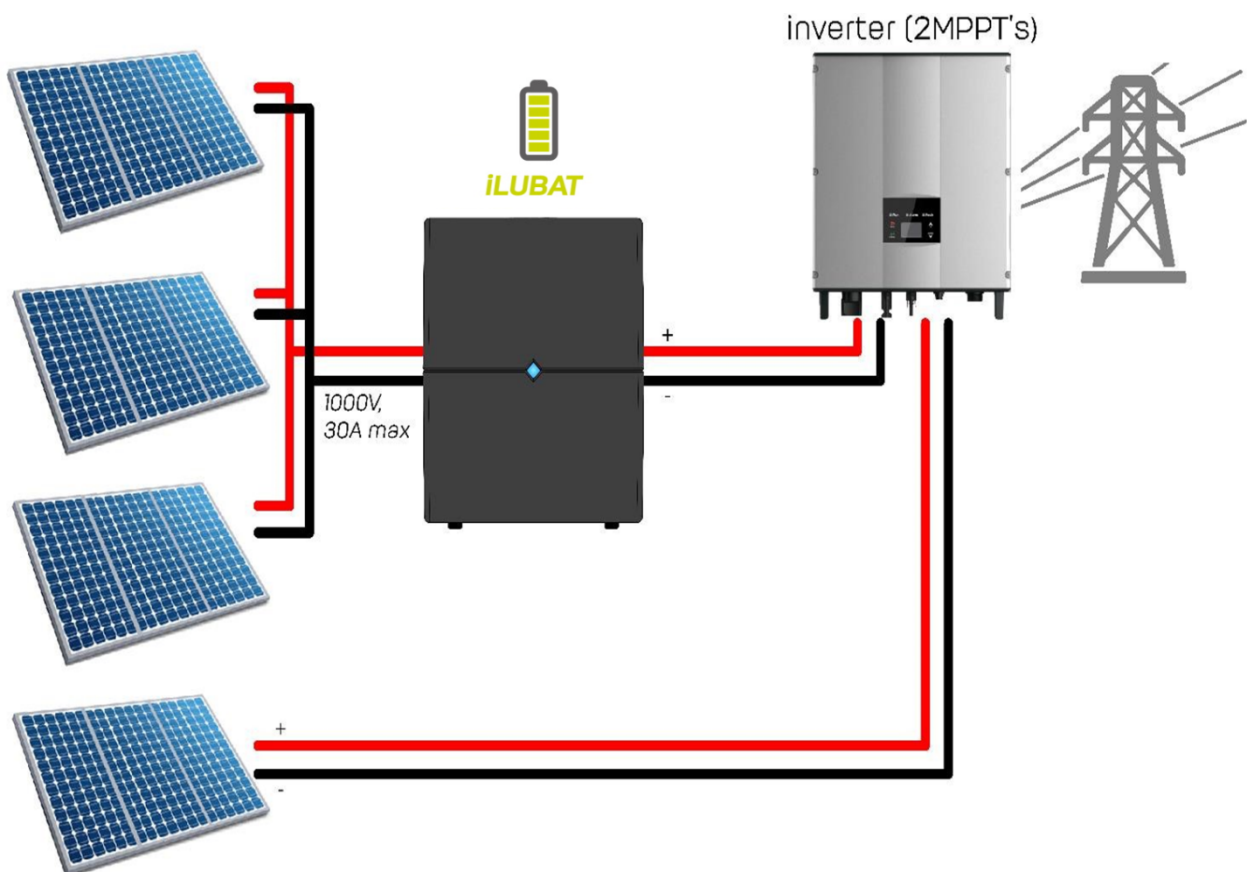 inverter (2MPPT's)
iLUBAT
+
-
1000V,
30A max
+
-